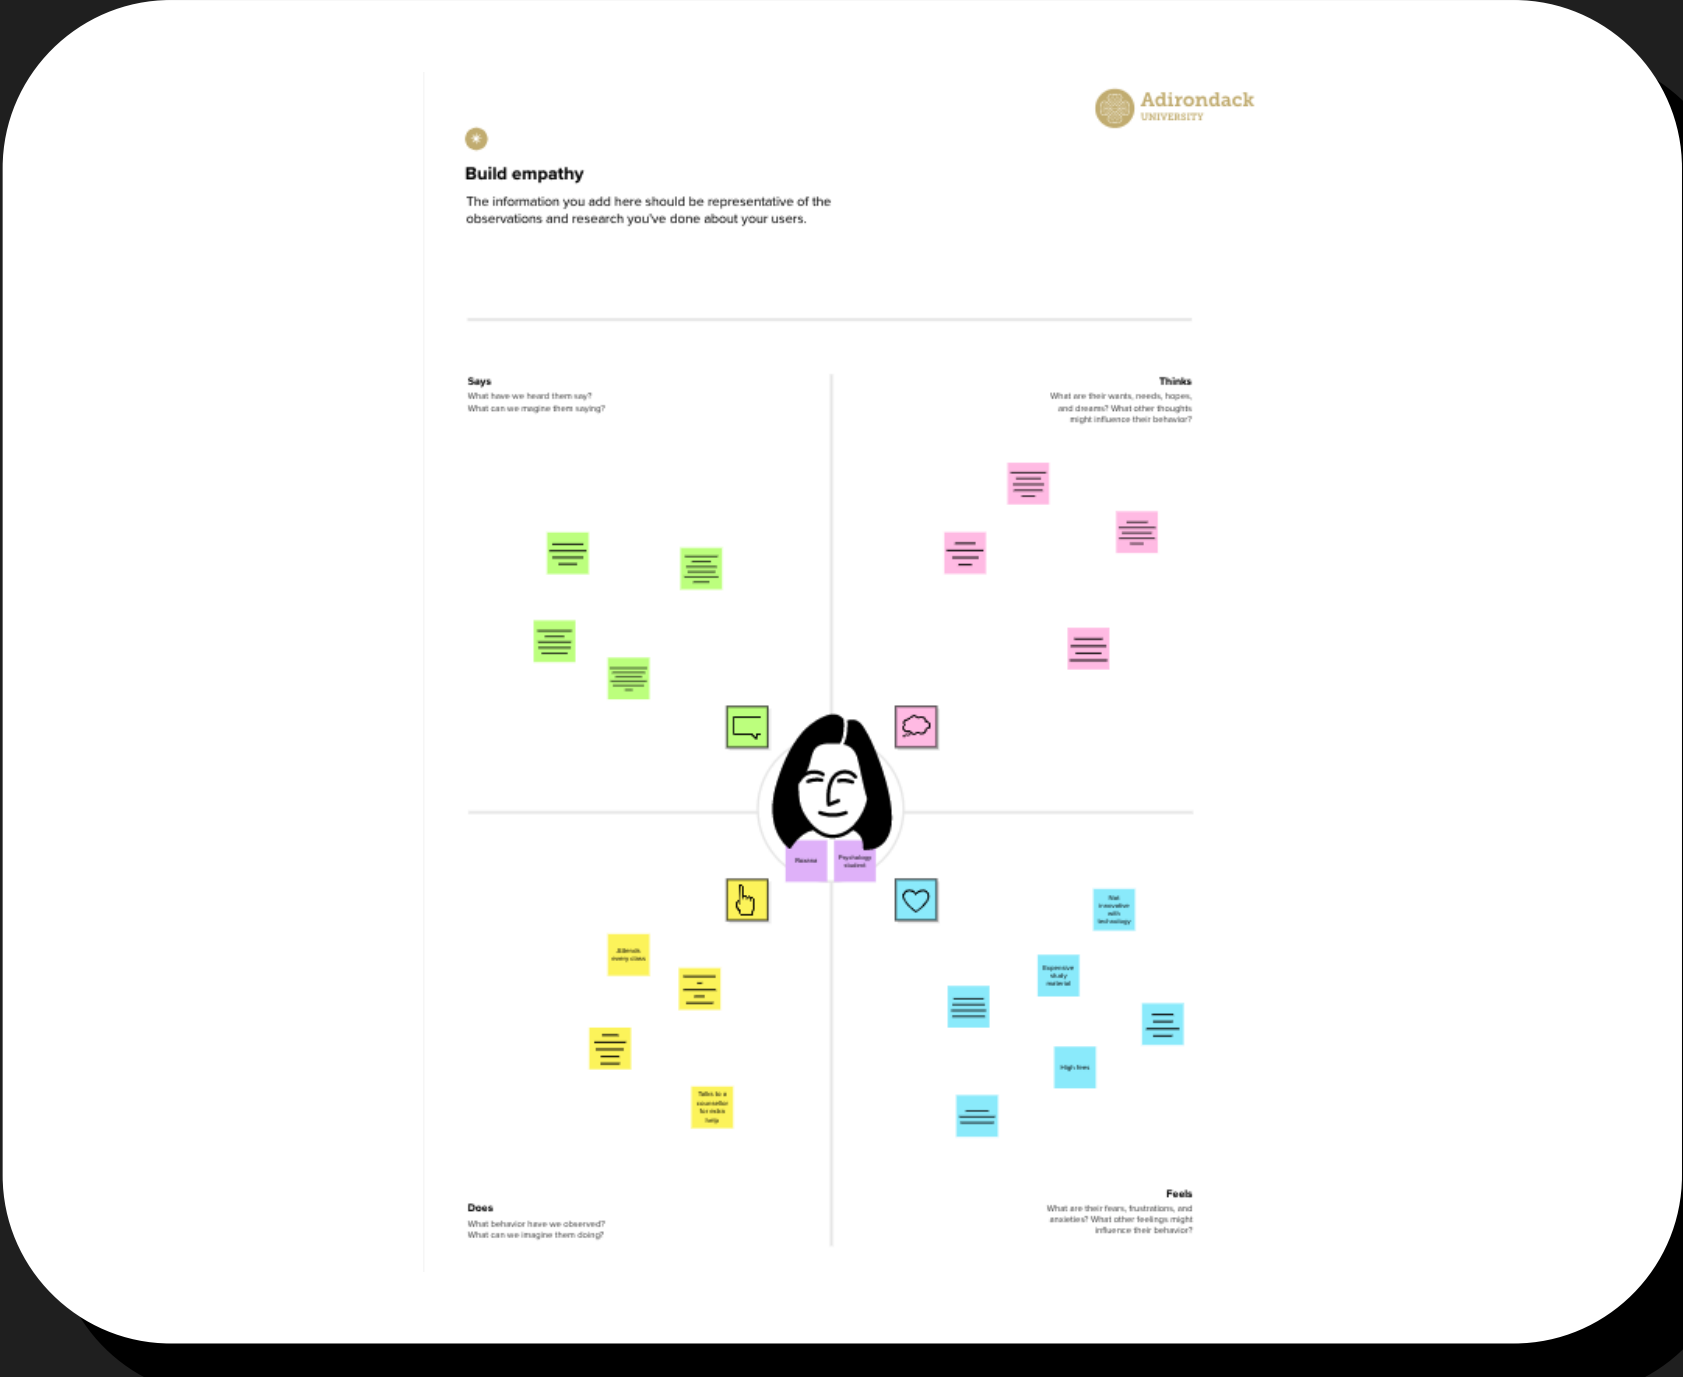 Adirondack
UNIVERSITY
Build empathy
The information you add here should be representative of the
observations and research you've done about your users.
Says
What have we heard them say?
What can we magine them saying?
Thinks
What are their wants, needs, hopes,
and dreams? What other thoughts
might influence their behavior?
Psychology
student
Not
innovative
with
technology
Attends
every class
Expensive
study
material
High fees
Talks to a
counsellor
for extra
help
Does
What behavior have we observed?
What can we imagine them doing?
Feels
What are their fears, frustrations, and
anxieties? What other feelings might
influence their behavior?